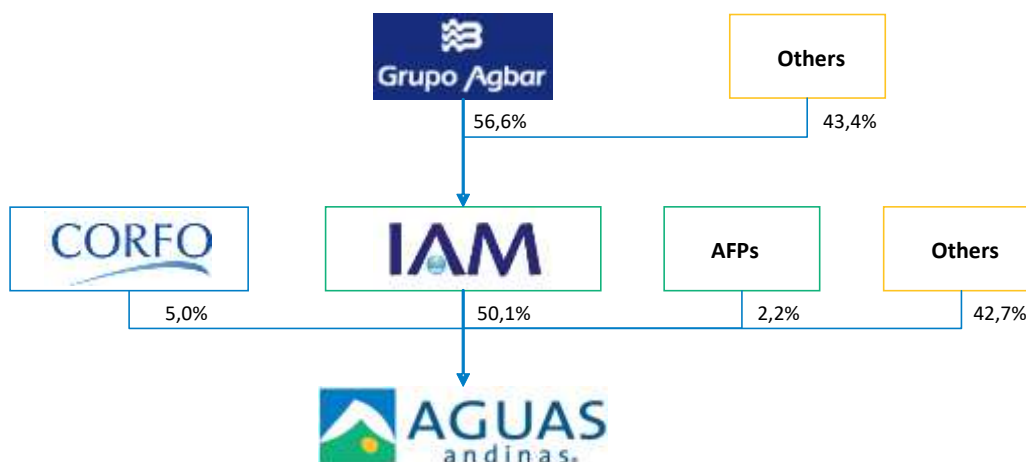 Grupo Agbar
Others
56,6%
43,4%
CORFO
IAM
AFPs
Others
5,0%
50,1%
2,2%
42,7%
AGUAS
andinas®